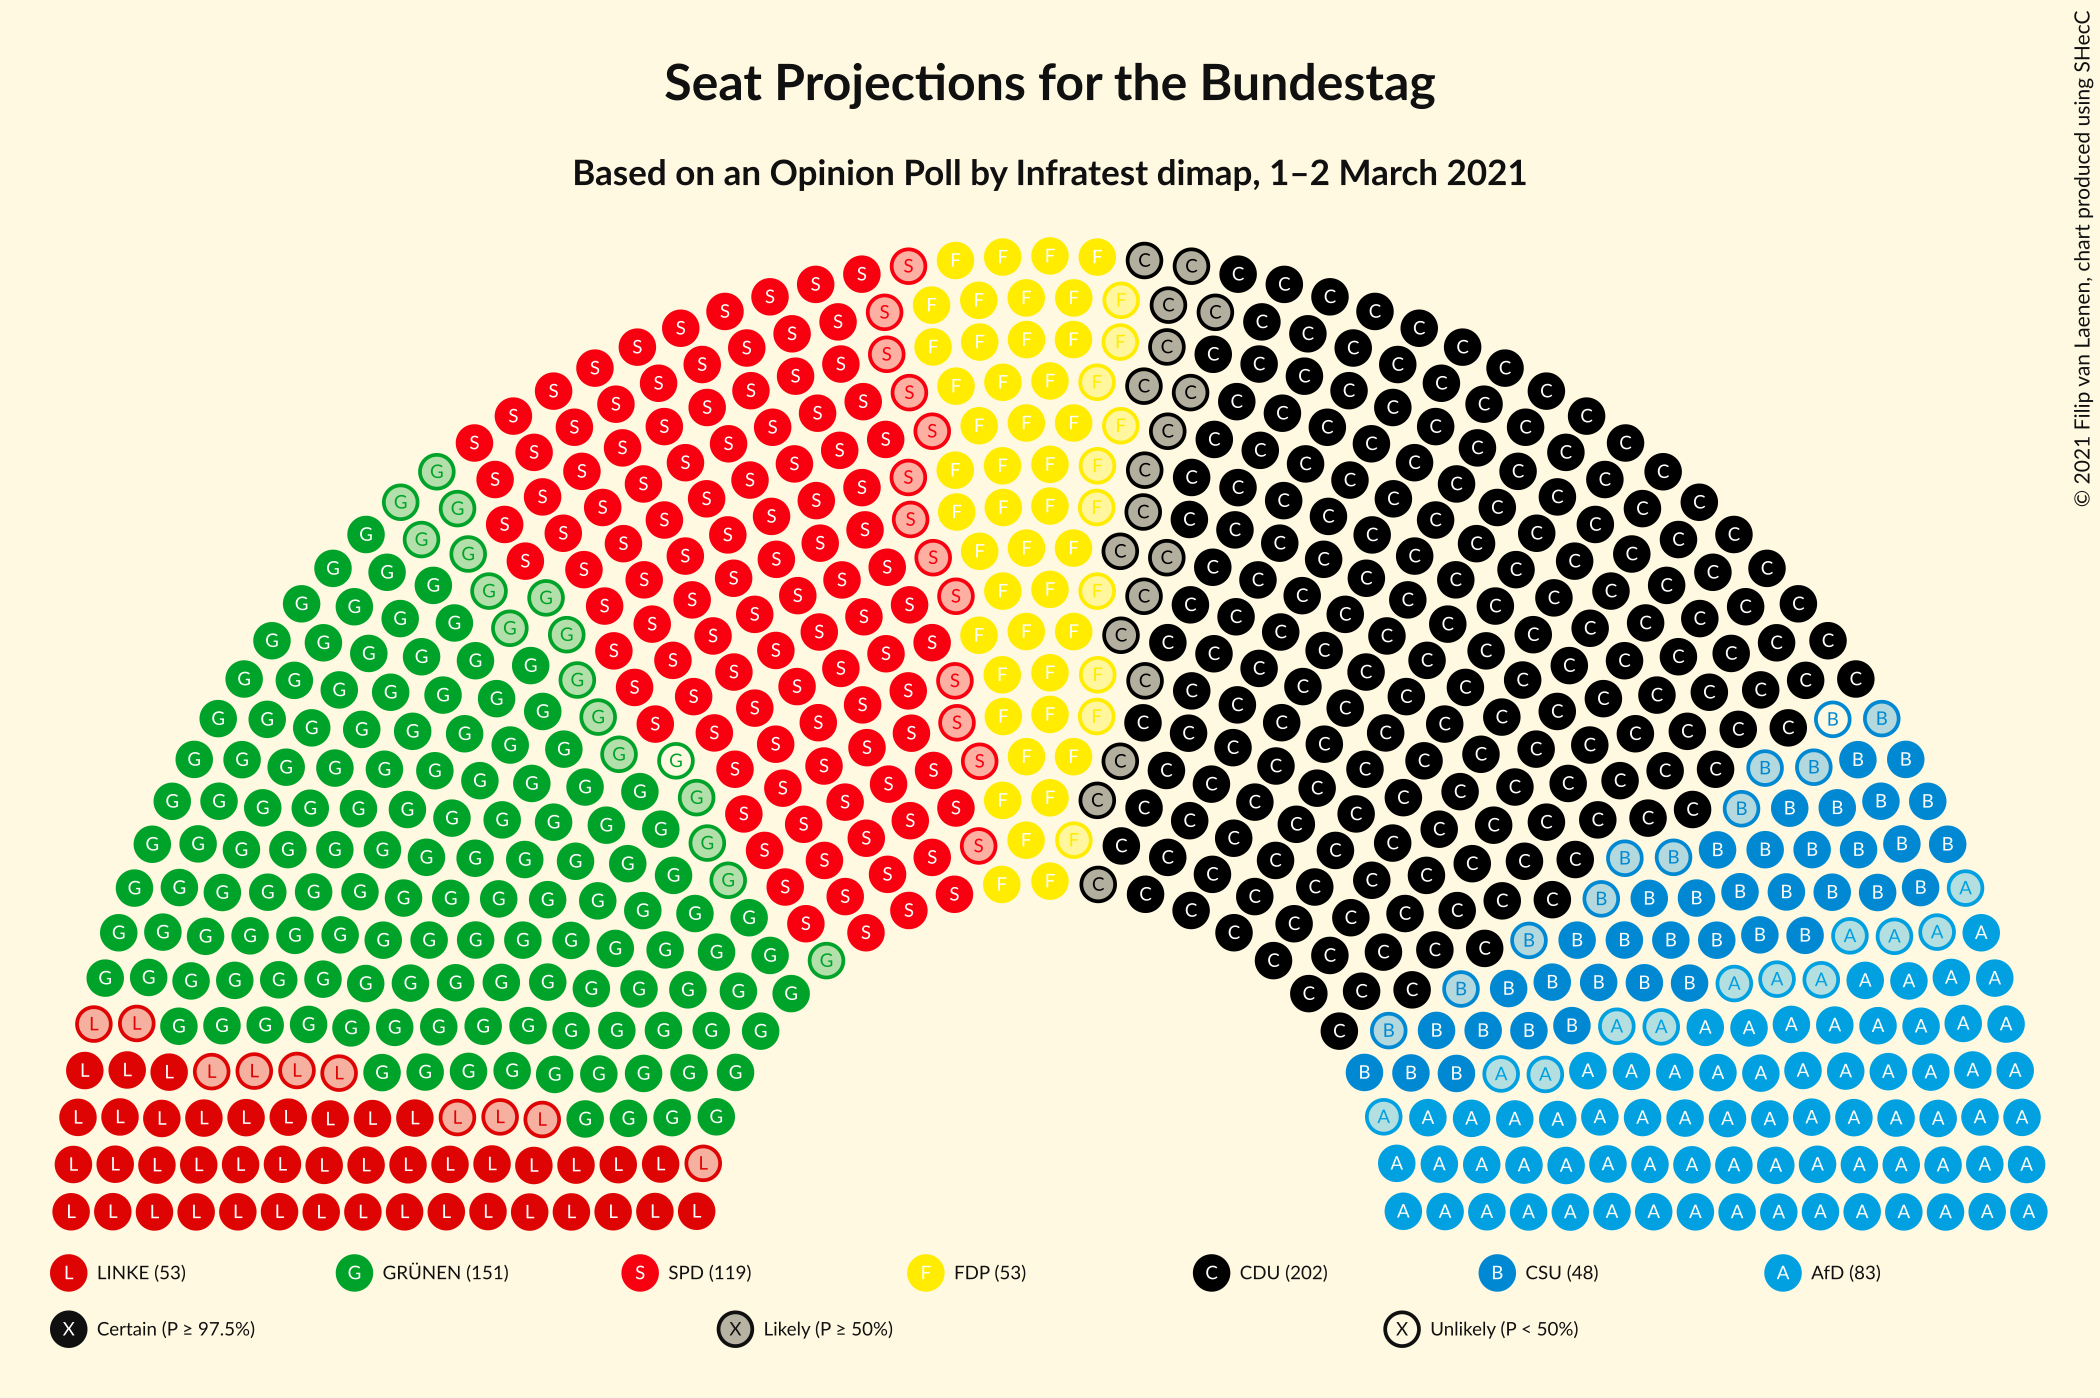 Seat Projections for the Bundestag
Based on an Opinion Poll by Infratest dimap, 1–2 March 2021
© 2021 Filip van Laenen, chart produced using SHecC
L LINKE (53)
G GRÜNEN (151)
S SPD (119)
F FDP (53)
C CDU (202)
B CSU (48)
A AfD (83)
X Certain (P ≥ 97.5%)
X Likely (P ≥ 50%)
X Unlikely (P < 50%)